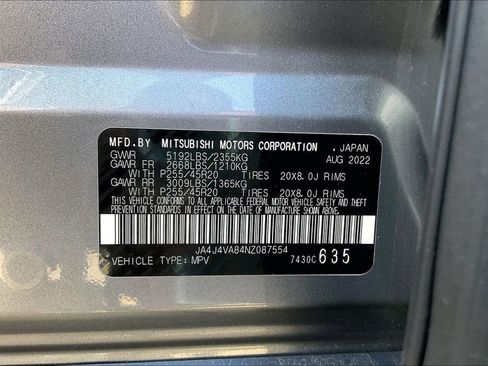 MFD.BY MITSUBISHI MOTORS CORPORATION , JAPAN
GVWR 5192LBS/2355KG AUG 2022
GAWR FR 2668LBS/1210KG
WITH P255/45R20 TIRES 20X8.0J RIMS
GAWR RR 3009LBS/1365KG
WITH P255/45R20 TIRES 20X8.0J RIMS
THIS VEHICLE CONFORMS TO ALL APPLICABLE
FEDERAL MOTOR VEHICLE SAFETY AND THEFT
PREVENTION STANDARDS IN EFFECT ON THE DATE
OF MANUFACTURE SHOWN ABOVE.
JA4J4VA84NZ087554
VEHICLE TYPE: MPV 7430C 635